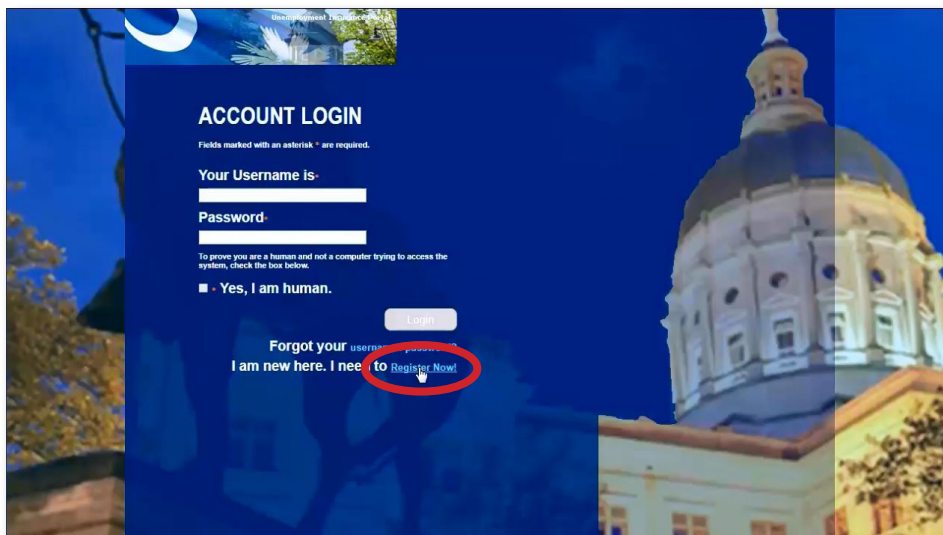 Unemployment Insurance Portal
ACCOUNT LOGIN
Fields marked with an asterisk * are required.
Your Username is*
Password*
To prove you are a human and not a computer trying to access the
system, check the box below.
* Yes, I am human.
Login
Forgot your username password?
I am new here. I need to Register Now!